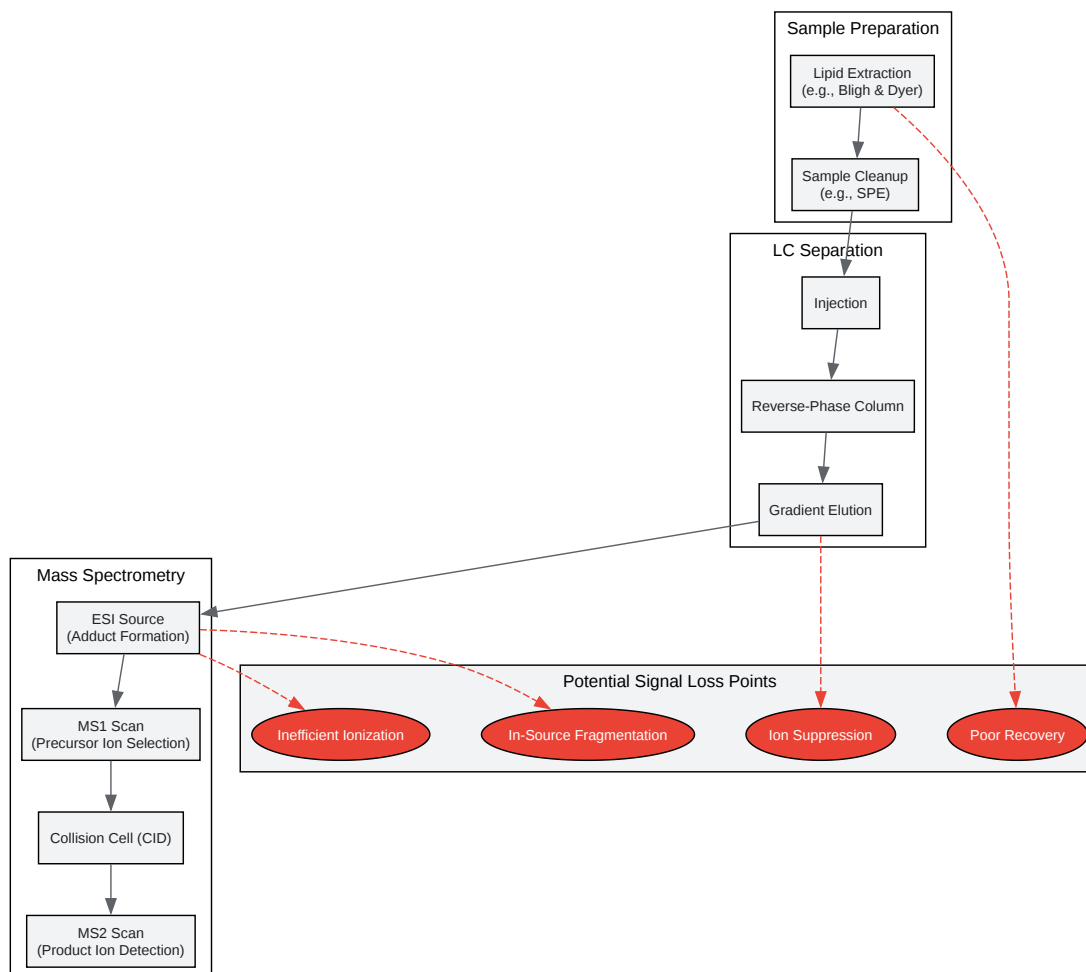 Sample Preparation
Lipid Extraction
(e.g., Bligh & Dyer)
Sample Cleanup
(e.g., SPE)
LC Separation
Injection
Reverse-Phase Column
Gradient Elution
Mass Spectrometry
ESI Source
(Adduct Formation)
MS1 Scan
(Precursor Ion Selection)
Collision Cell (CID)
MS2 Scan
(Product Ion Detection)
Potential Signal Loss Points
Inefficient Ionization
In-Source Fragmentation
Ion Suppression
Poor Recovery